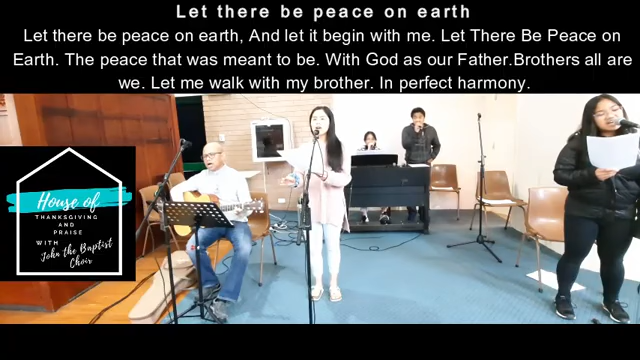 Let there be peace on earth
Let there be peace on earth, And let it begin with me. Let There Be Peace on
Earth. The peace that was meant to be. With God as our Father.Brothers all are
we. Let me walk with my brother. In perfect harmony.
House of
THANKSGIVING
AND
PRAISE
WITH
John the Baptist
Choir